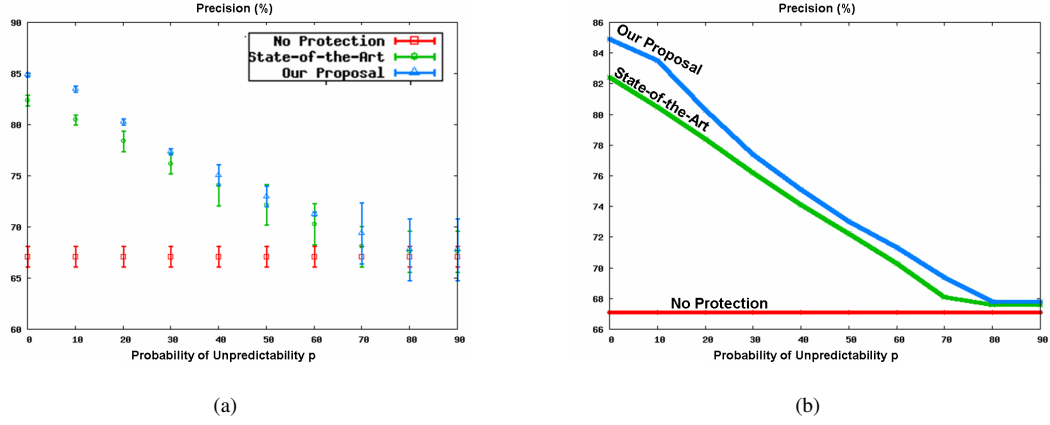 Precision (%)
90
85
80
75
70
65
60
No Protection
State-of-the-Art
Our Proposal
0 10 20 30 40 50 60 70 80 90
Probability of Unpredictability p
(a)
Precision (%)
86
84
82
80
78
76
74
72
70
68
66
Our Proposal
State-of-the-Art
No Protection
0 10 20 30 40 50 60 70 80 90
Probability of Unpredictability p
(b)